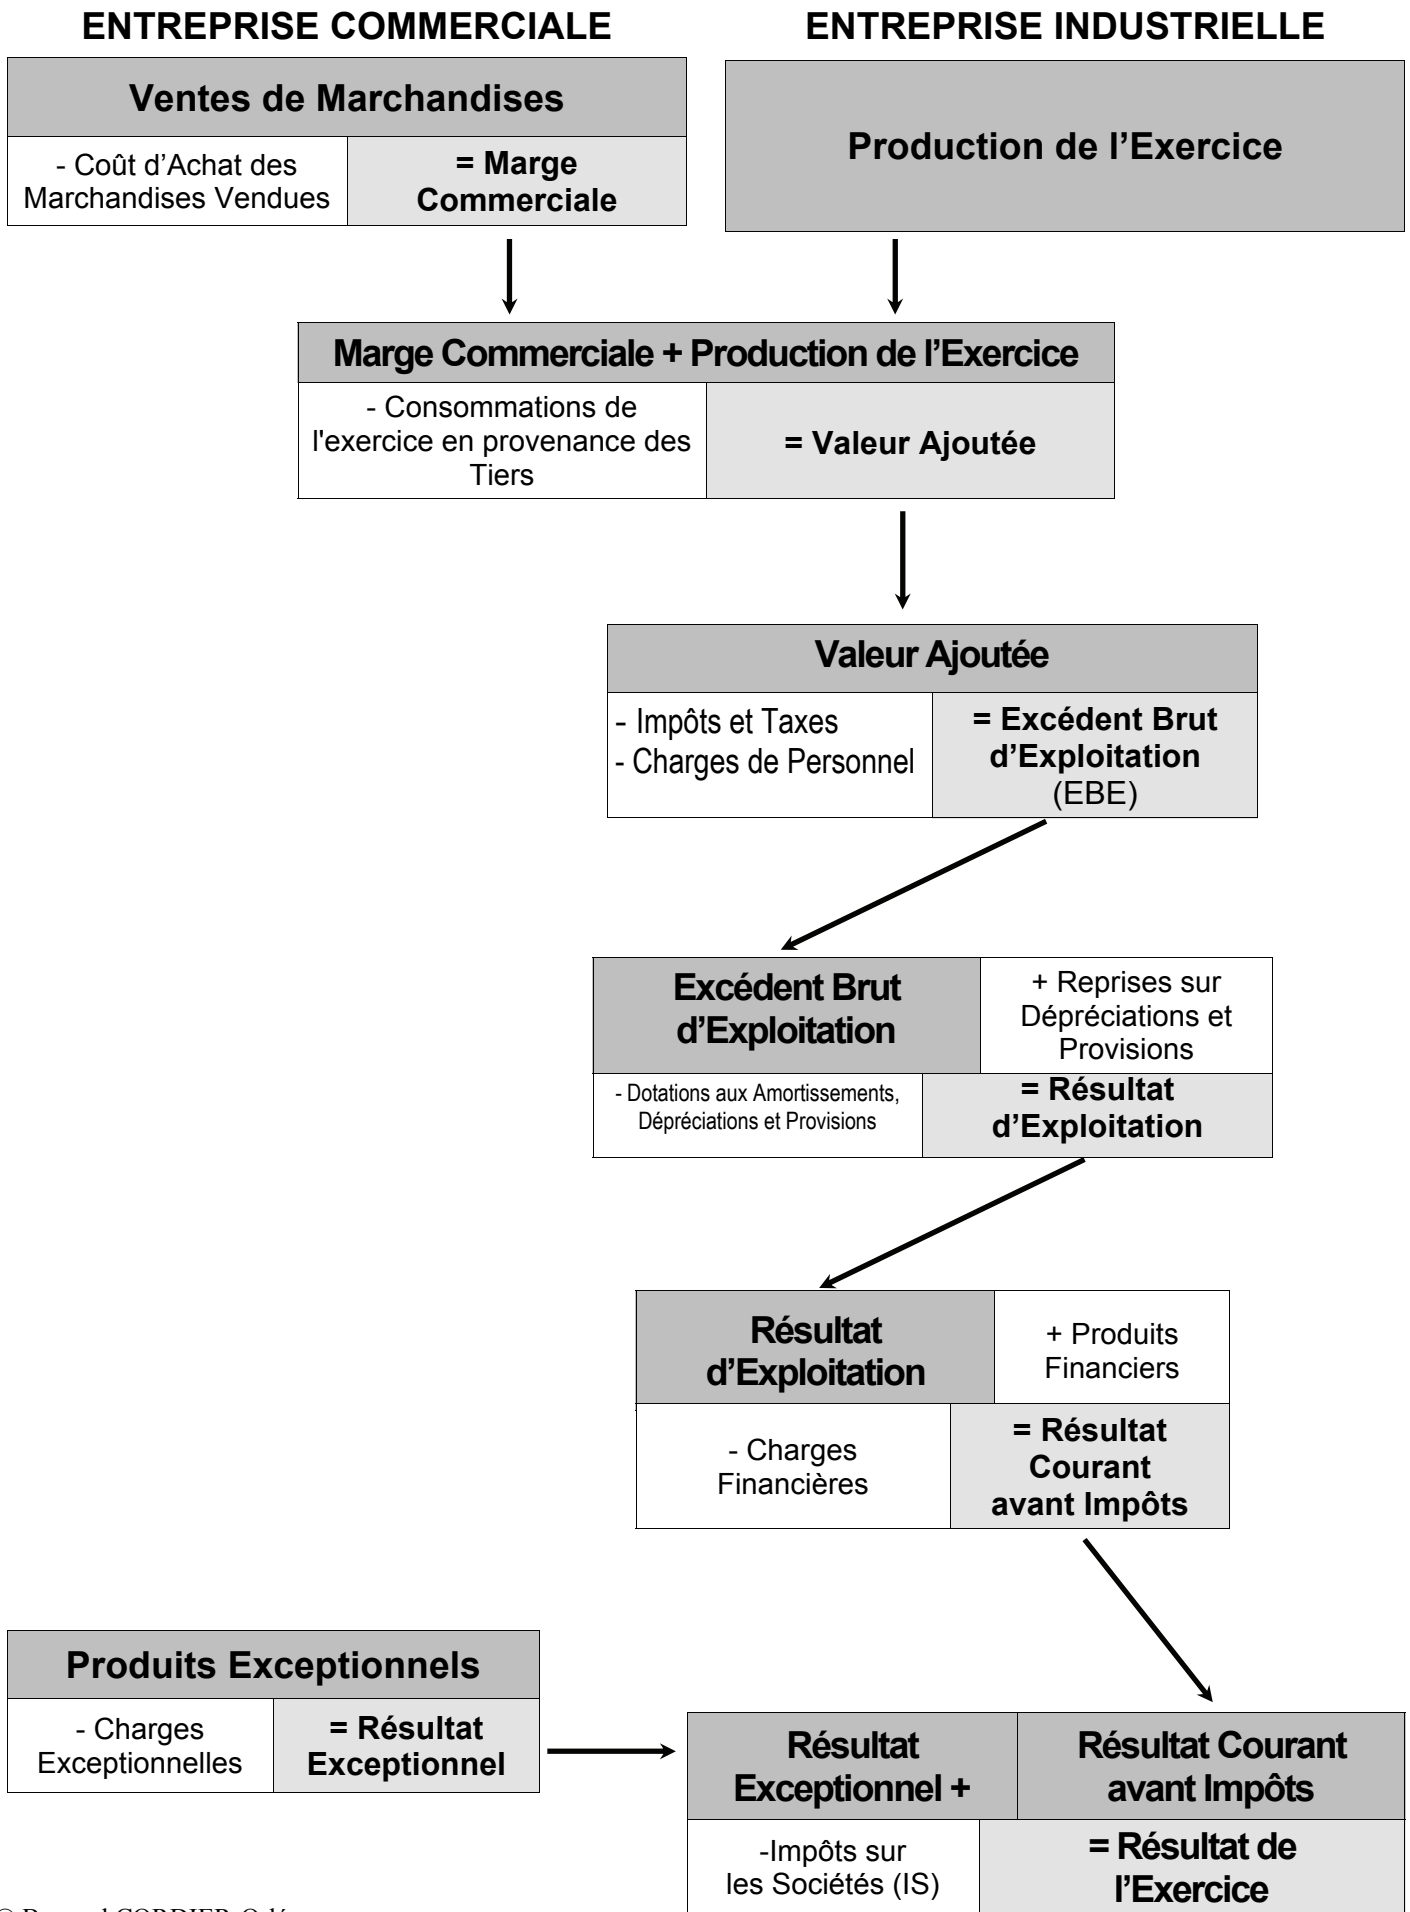 ENTREPRISE COMMERCIALE
ENTREPRISE INDUSTRIELLE
Ventes de Marchandises
- Coût d’Achat des
Marchandises Vendues
= Marge
Commerciale
Production de l’Exercice
Marge Commerciale + Production de l’Exercice
- Consommations de
l'exercice en provenance des
Tiers
= Valeur Ajoutée
Valeur Ajoutée
- Impôts et Taxes
- Charges de Personnel
= Excédent Brut
d’Exploitation
(EBE)
Excédent Brut
d’Exploitation
+ Reprises sur
Dépréciations et
Provisions
- Dotations aux Amortissements,
Dépréciations et Provisions
= Résultat
d’Exploitation
Résultat
d’Exploitation
+ Produits
Financiers
- Charges
Financières
= Résultat
Courant
avant Impôts
Produits Exceptionnels
- Charges
Exceptionnelles
= Résultat
Exceptionnel
Résultat
Exceptionnel +
Résultat Courant
avant Impôts
-Impôts sur
les Sociétés (IS)
= Résultat de
l’Exercice